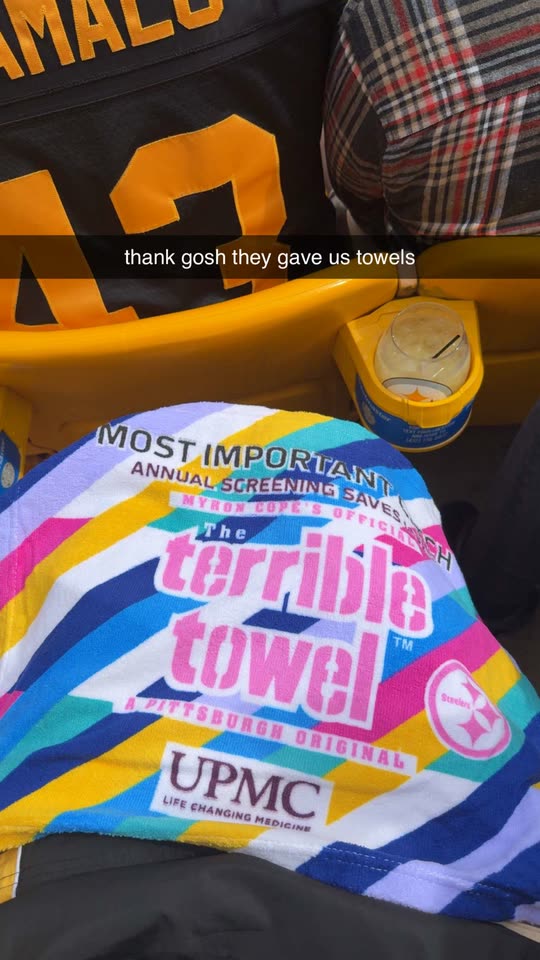 AMALU
43
thank gosh they gave us towels
MOST IMPORTANT
ANNUAL SCREENING SAVES
MYRON COPE'S OFFICIAL
The
terrible
towel
TM
A PITTSBURGH ORIGINAL
Steelers
UPMC
LIFE CHANGING MEDICINE